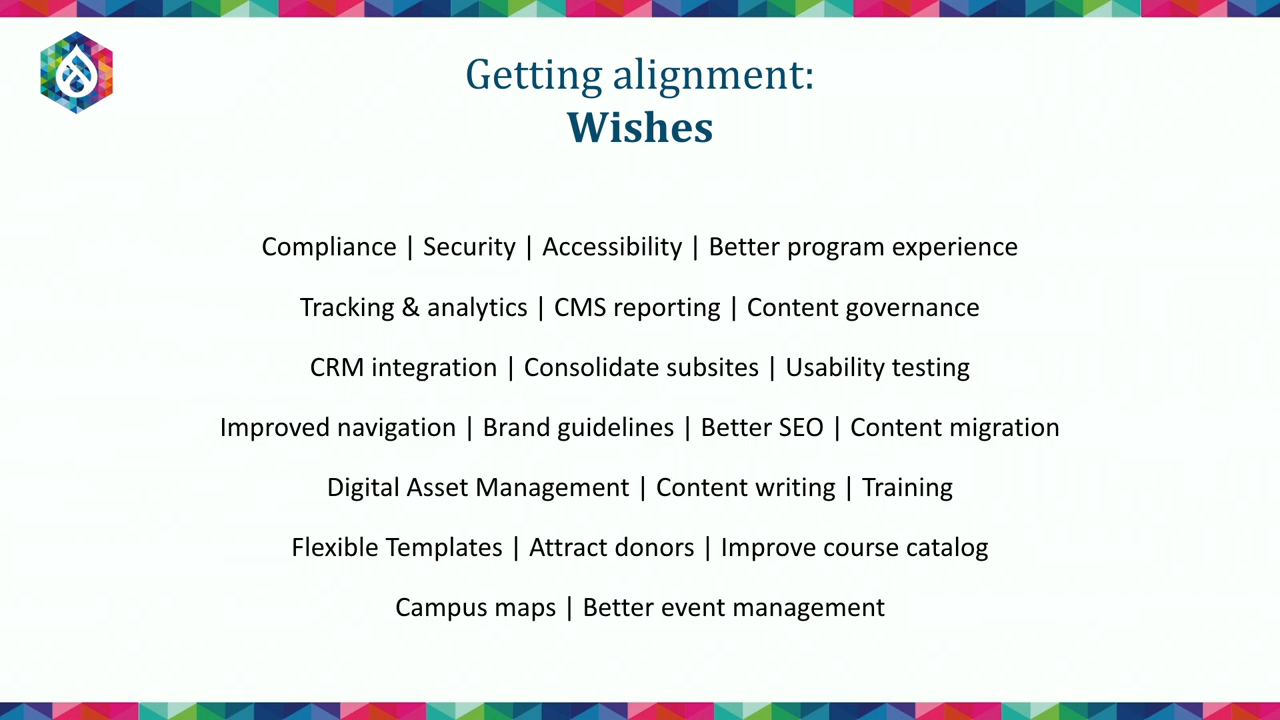 Getting alignment:
Wishes
Compliance | Security | Accessibility | Better program experience
Tracking & analytics | CMS reporting | Content governance
CRM integration | Consolidate subsites | Usability testing
Improved navigation | Brand guidelines | Better SEO | Content migration
Digital Asset Management | Content writing | Training
Flexible Templates | Attract donors | Improve course catalog
Campus maps | Better event management